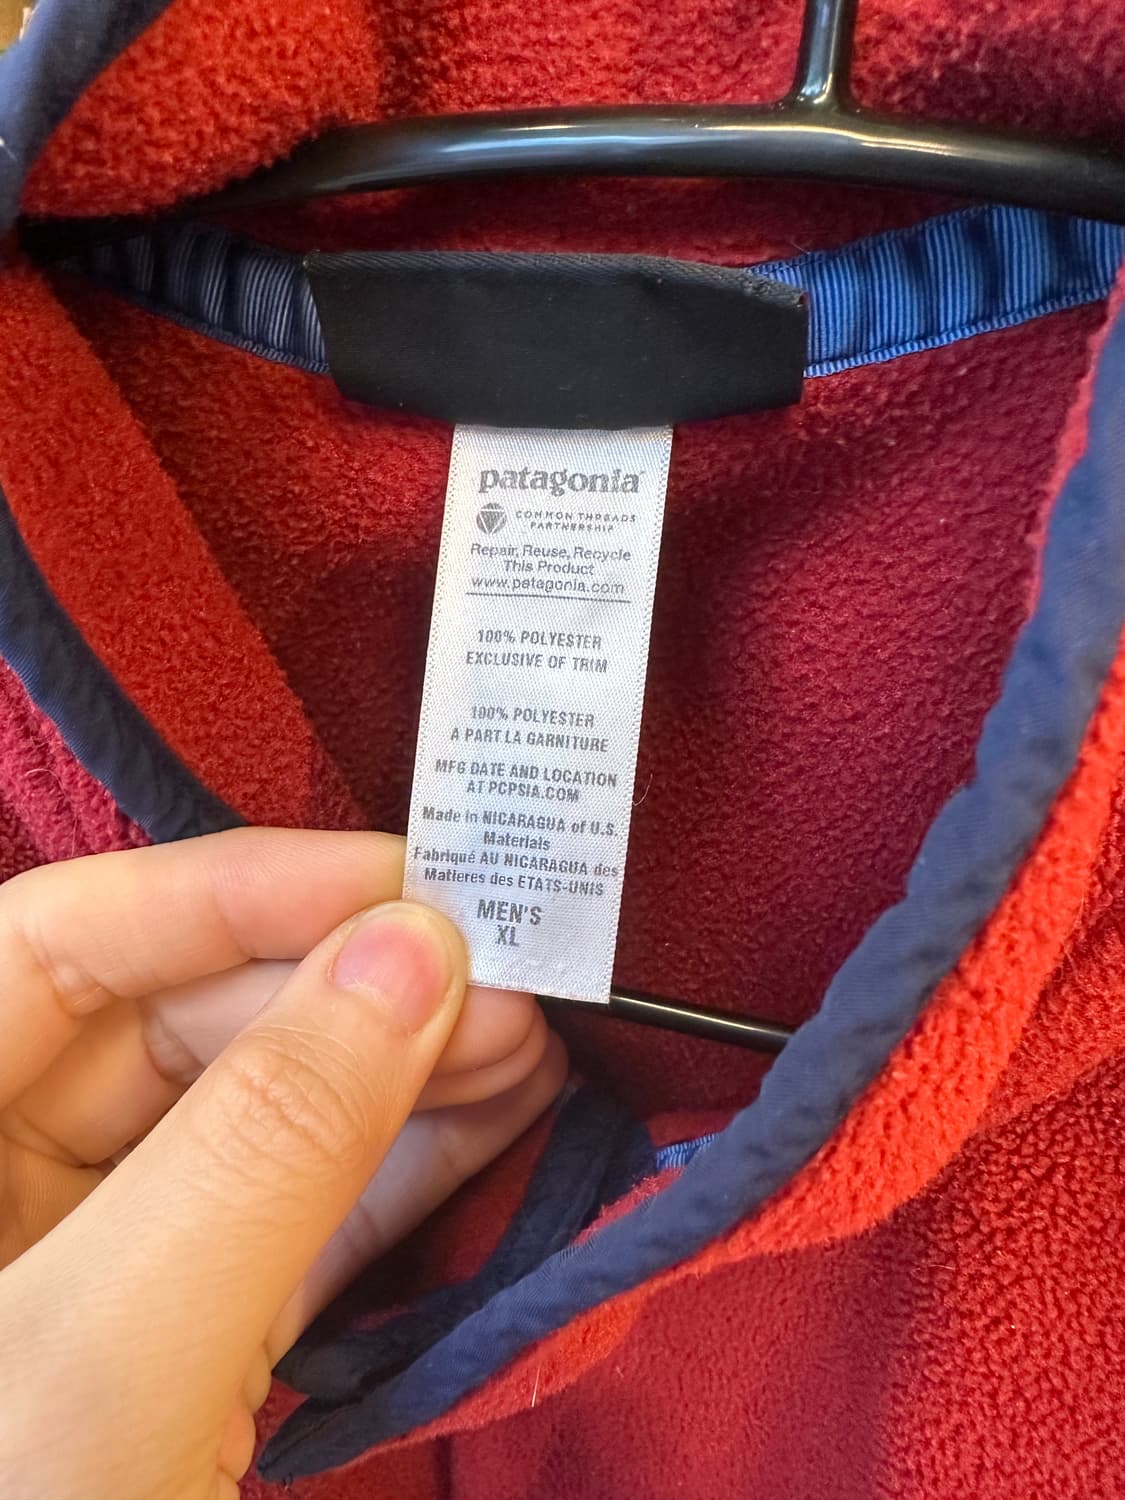 patagonia
COMMON THREADS
PARTNERSHIP
Repair, Reuse, Recycle
This Product
www.patagonia.com
100% POLYESTER
EXCLUSIVE OF TRIM
100% POLYESTER
A PART LA GARNITURE
MFG DATE AND LOCATION
AT PCPSIA.COM
Made in NICARAGUA of U.S.
Materials
Fabriqué AU NICARAGUA des
Matieres des ETATS-UNIS
MEN'S
XL